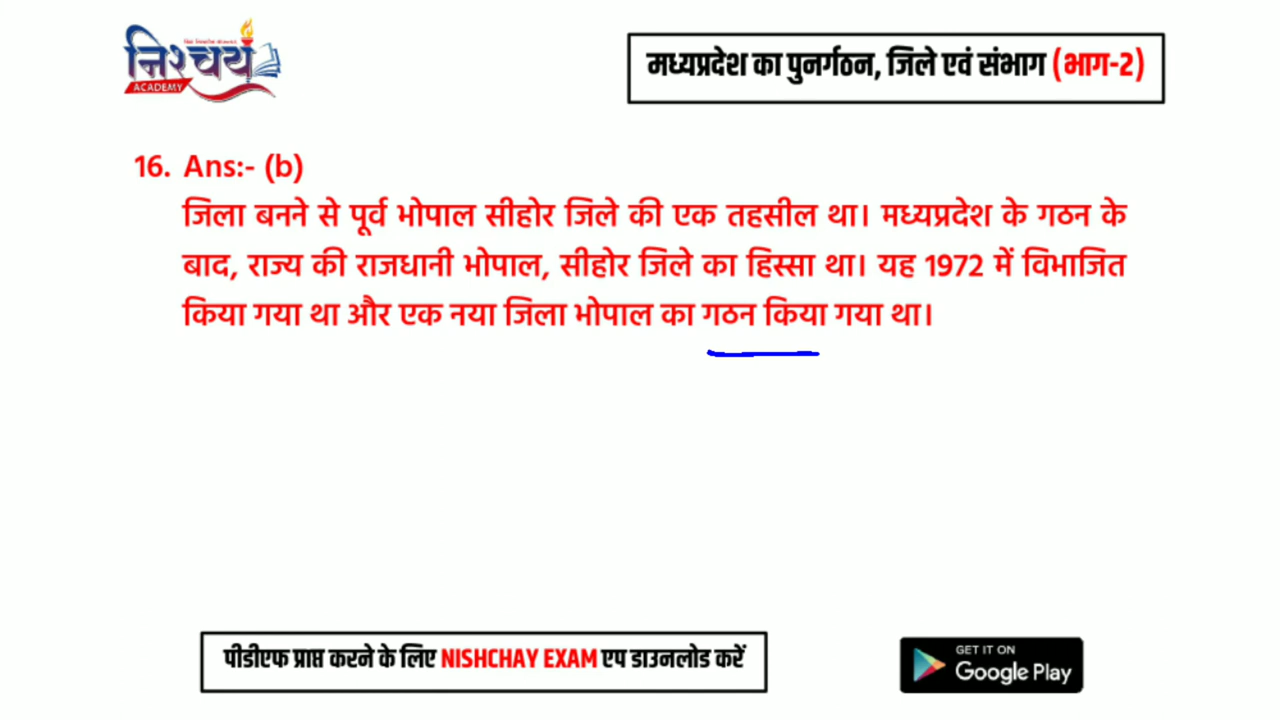 निश्चय
ACADEMY
मध्यप्रदेश का पुनर्गठन, जिले एवं संभाग (भाग-2)
16. Ans:- (b)
जिला बनने से पूर्व भोपाल सीहोर जिले की एक तहसील था। मध्यप्रदेश के गठन के
बाद, राज्य की राजधानी भोपाल, सीहोर जिले का हिस्सा था। यह 1972 में विभाजित
किया गया था और एक नया जिला भोपाल का गठन किया गया था।
पीडीएफ प्राप्त करने के लिए NISHCHAY EXAM एप डाउनलोड करें
GET IT ON
Google Play